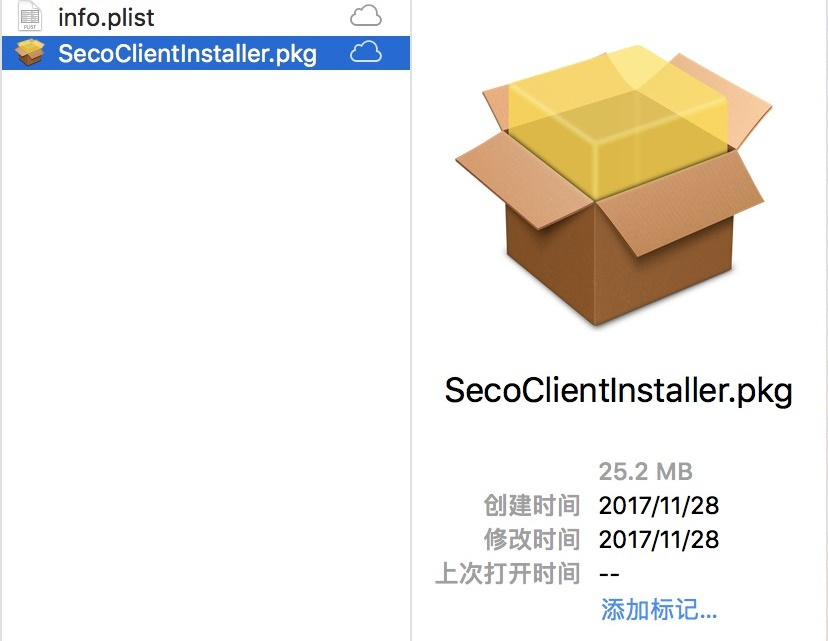 info.plist
SecoClientInstaller.pkg
SecoClientInstaller.pkg
25.2 MB
创建时间 2017/11/28
修改时间 2017/11/28
上次打开时间 --
添加标记...